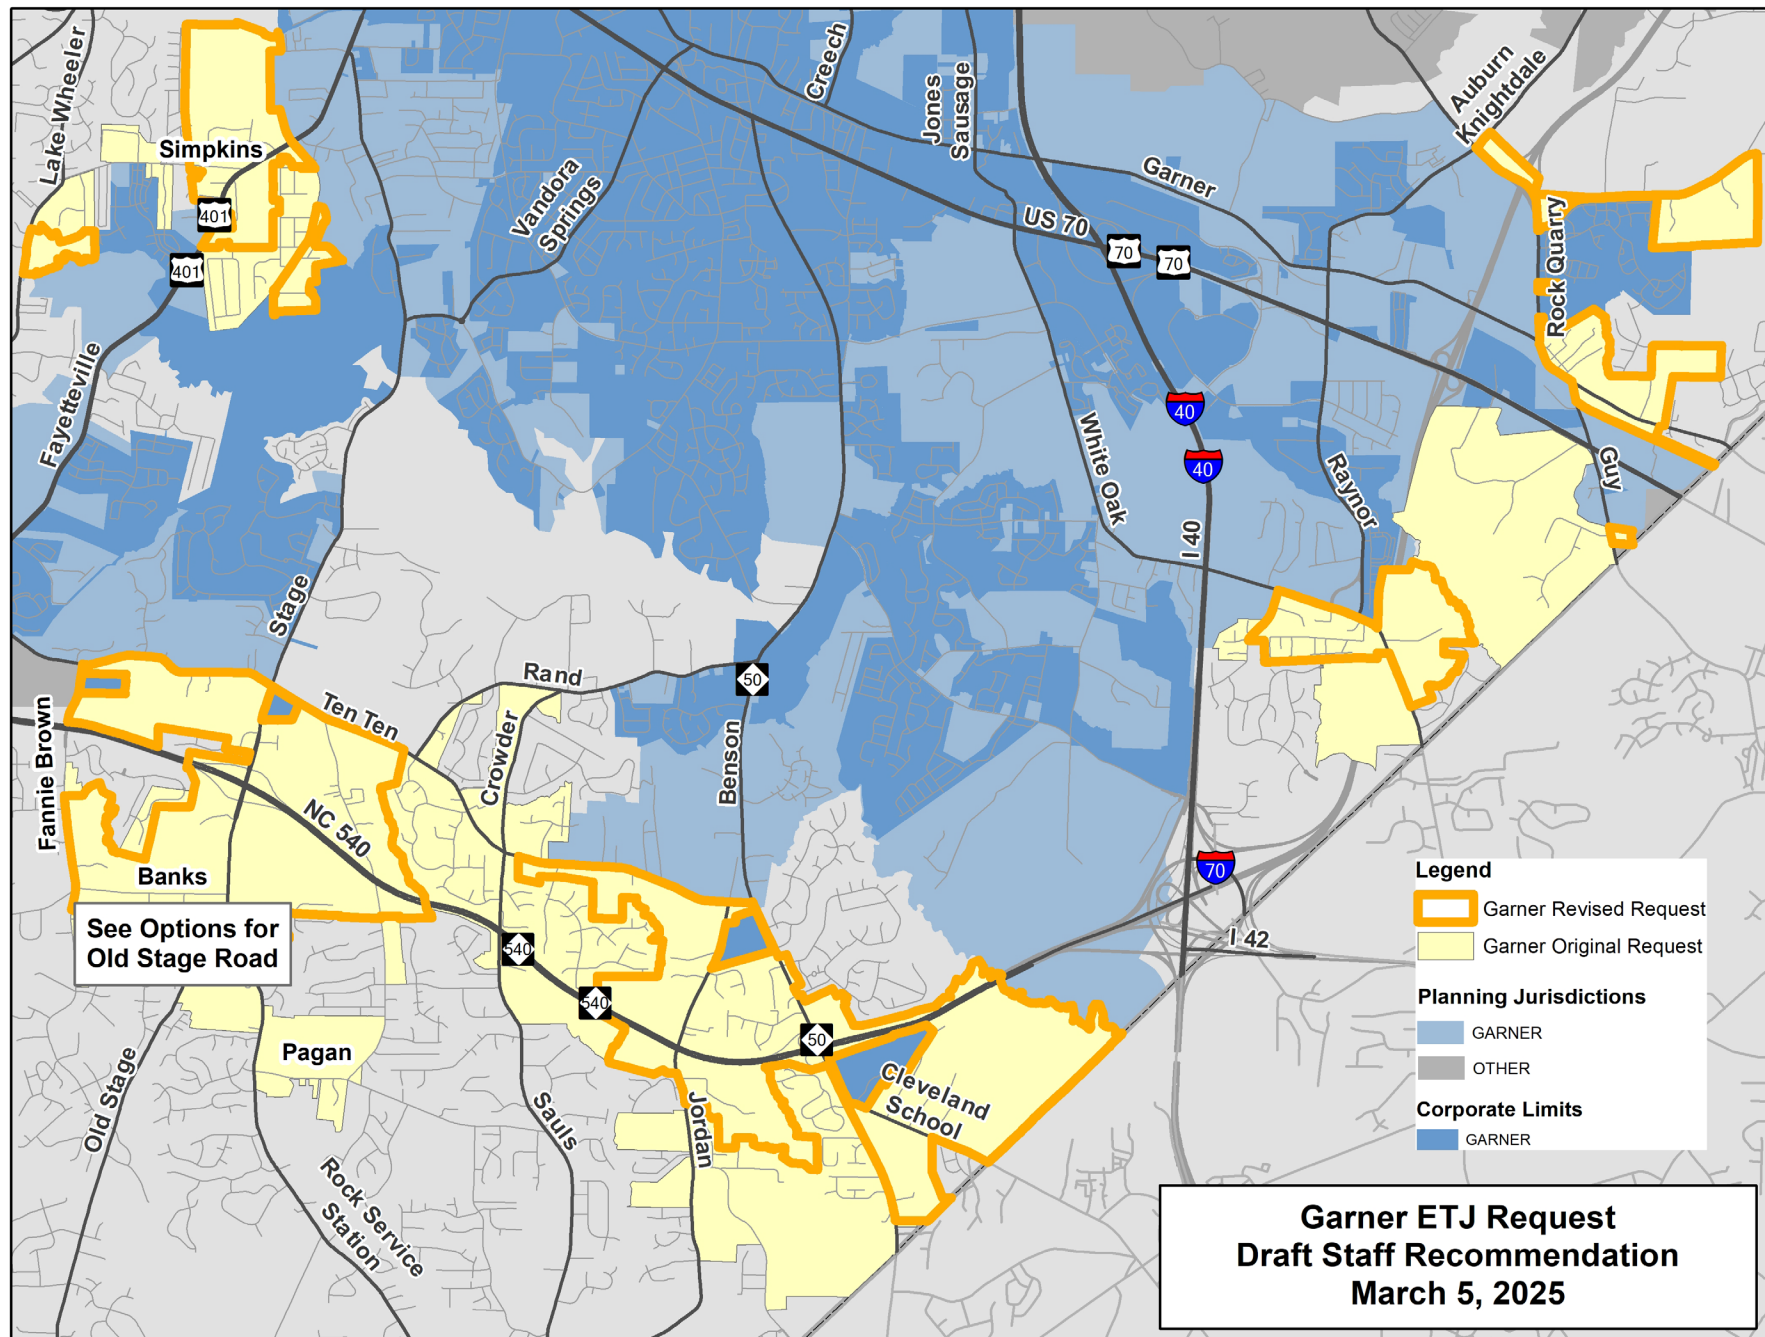 Lake Wheeler
Simpkins
401
401
Fayetteville
Vandora
Springs
Creech
Jones
Sausage
Garner
US 70
70
70
Auburn
Knightdale
Rock Quarry
40
40
White Oak
I 40
Raynor
Guy
Stage
Rand
50
Ten Ten
Crowder
Benson
Fannie Brown
NC 540
Banks
See Options for
Old Stage Road
540
540
50
70
I 42
Pagan
Old Stage
Rock Service
Station
Sauls
Jordan
Cleveland
School
Legend
Garner Revised Request
Garner Original Request
Planning Jurisdictions
GARNER
OTHER
Corporate Limits
GARNER
Garner ETJ Request
Draft Staff Recommendation
March 5, 2025